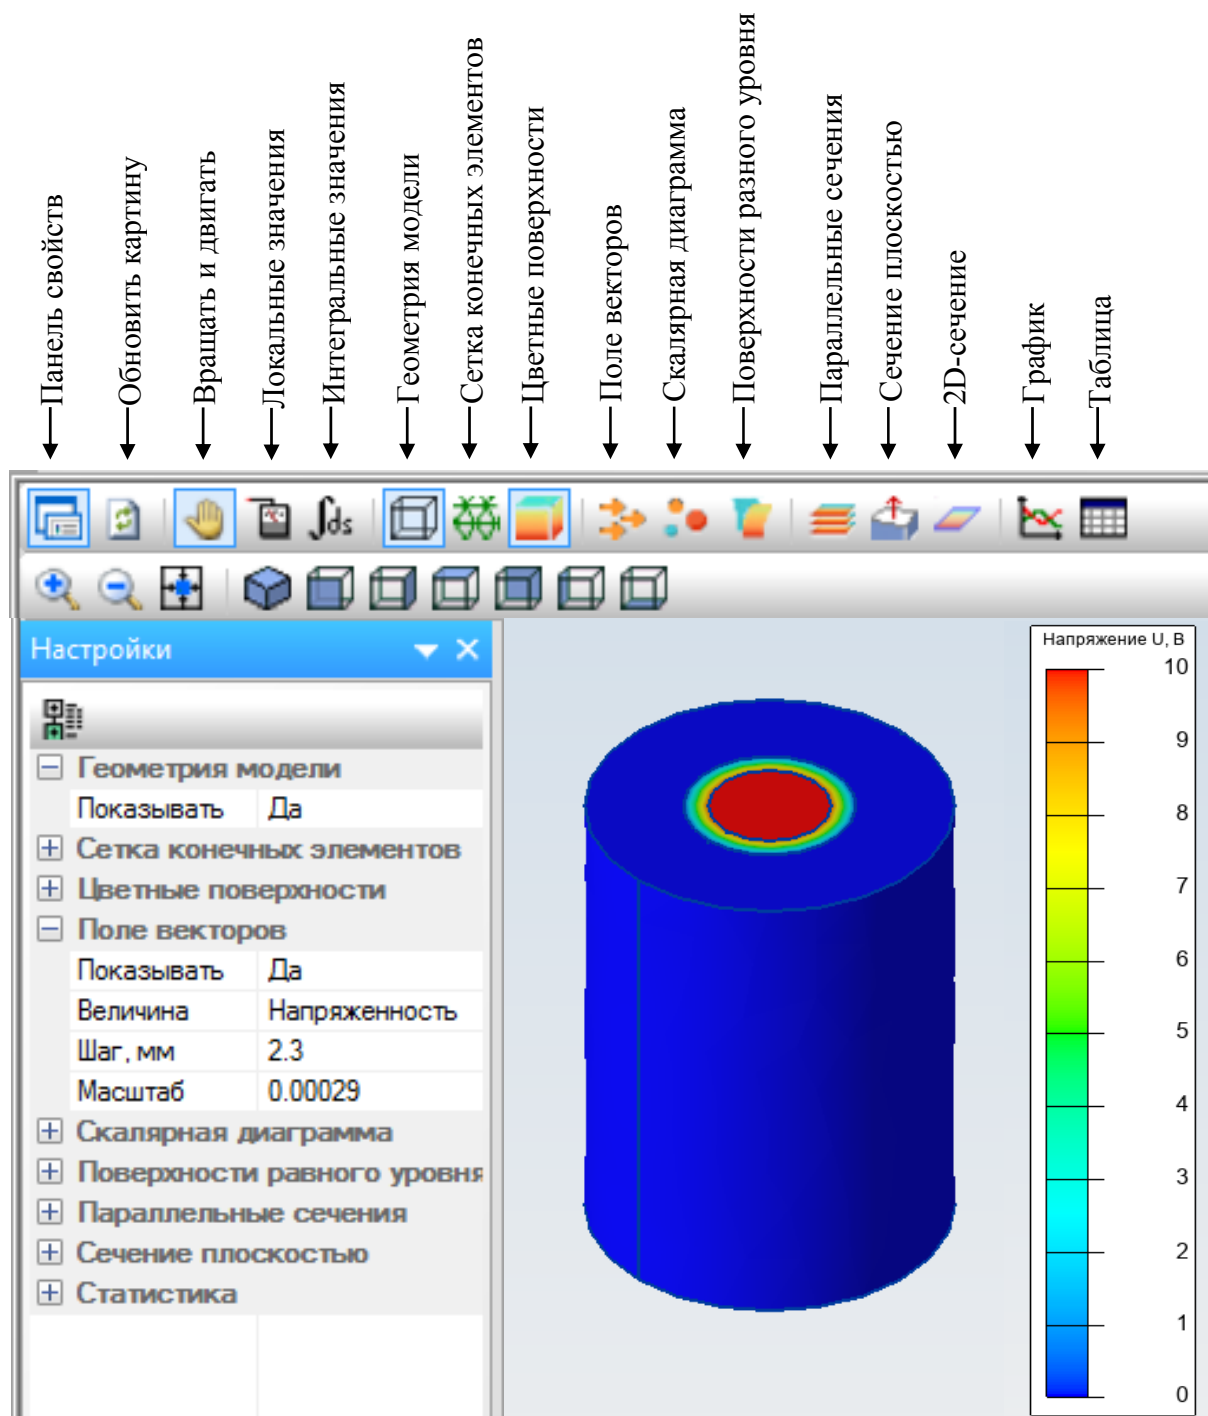 Панель свойств
Обновить картину
Вращать и двигать
Локальные значения
Интегральные значения
Геометрия модели
Сетка конечных элементов
Цветные поверхности
Поле векторов
Скалярная диаграмма
Поверхности разного уровня
Параллельные сечения
Сечение плоскостью
2D-сечение
График
Таблица
∫ds
Настройки
Геометрия модели
Показывать Да
Сетка конечных элементов
Цветные поверхности
Поле векторов
Показывать Да
Величина Напряженность
Шаг, мм 2.3
Масштаб 0.00029
Скалярная диаграмма
Поверхности равного уровня
Параллельные сечения
Сечение плоскостью
Статистика
Напряжение U, В
10
9
8
7
6
5
4
3
2
1
0